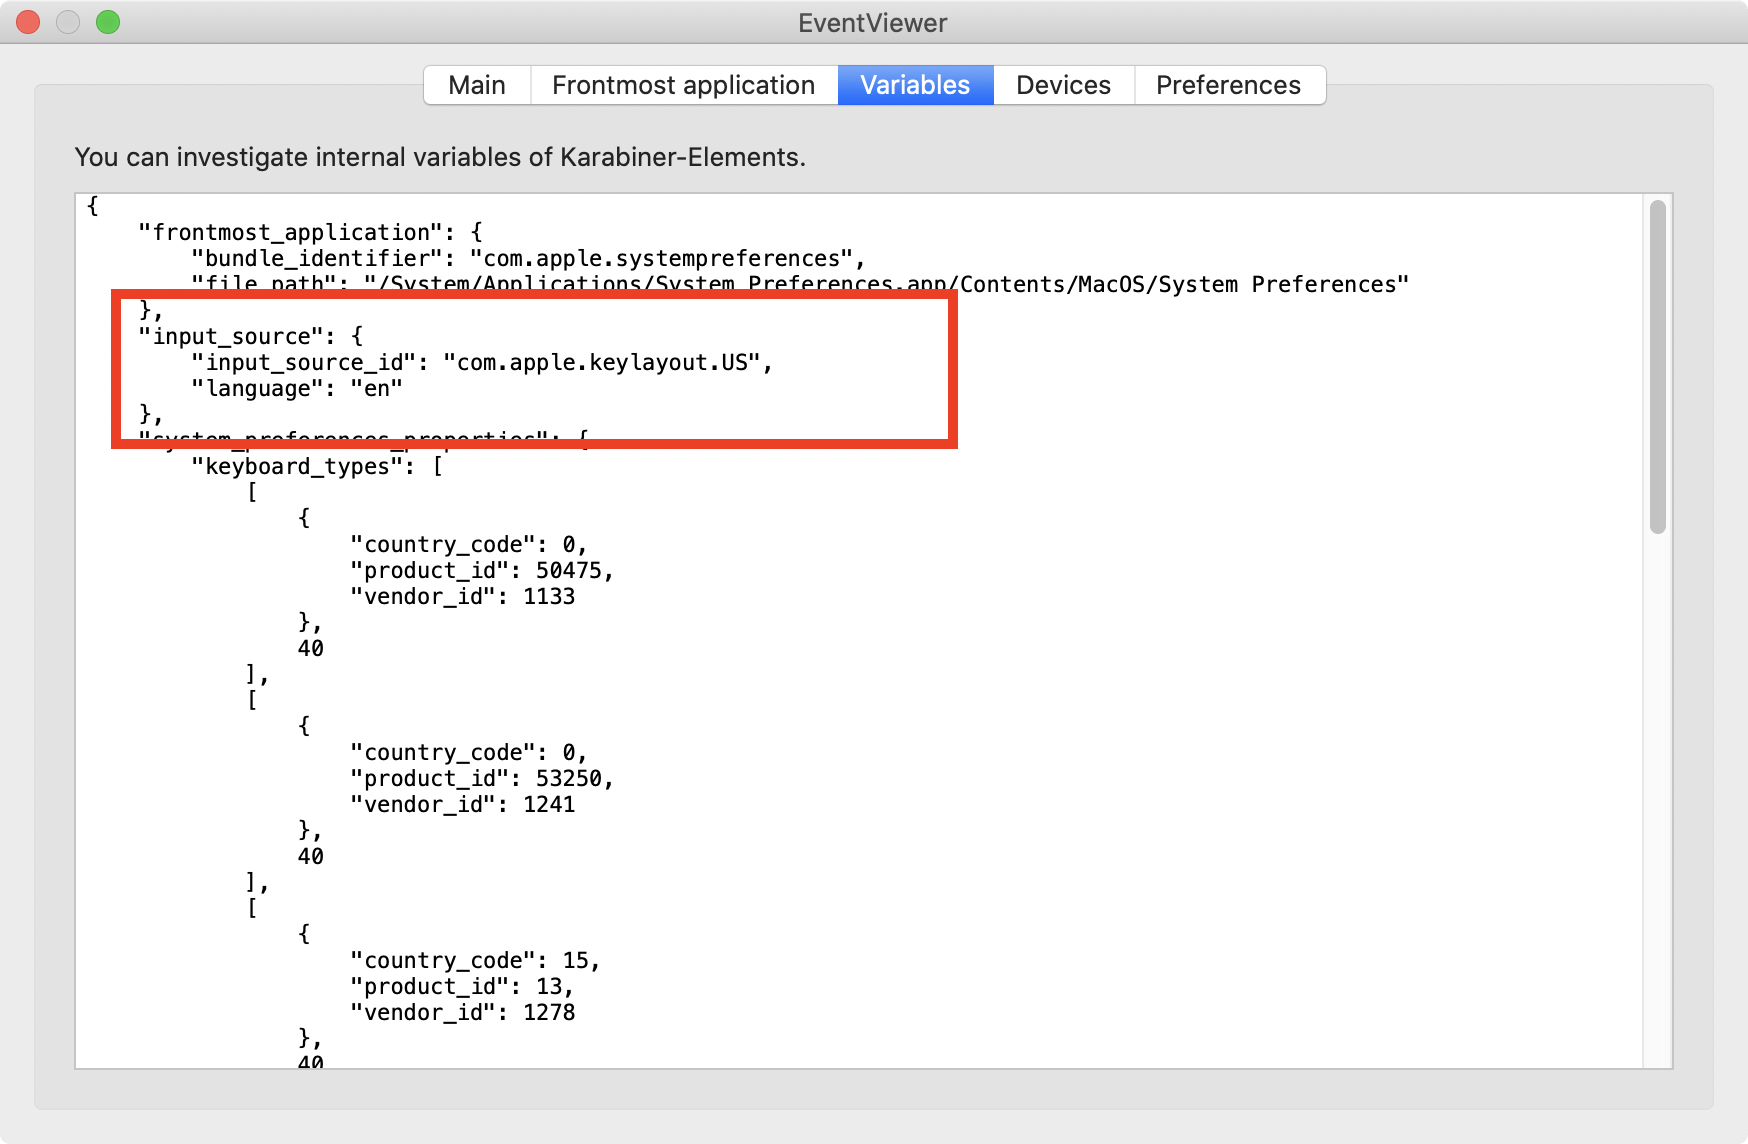 EventViewer
Main Frontmost application Variables Devices Preferences
You can investigate internal variables of Karabiner-Elements.
{
    "frontmost_application": {
        "bundle_identifier": "com.apple.systempreferences",
        "file_path": "/System/Applications/System Preferences.app/Contents/MacOS/System Preferences"
    },
    "input_source": {
        "input_source_id": "com.apple.keylayout.US",
        "language": "en"
    },
    "system_preferences_properties": {
        "keyboard_types": [
            [
                {
                    "country_code": 0,
                    "product_id": 50475,
                    "vendor_id": 1133
                },
                40
            ],
            [
                {
                    "country_code": 0,
                    "product_id": 53250,
                    "vendor_id": 1241
                },
                40
            ],
            [
                {
                    "country_code": 15,
                    "product_id": 13,
                    "vendor_id": 1278
                },
                40